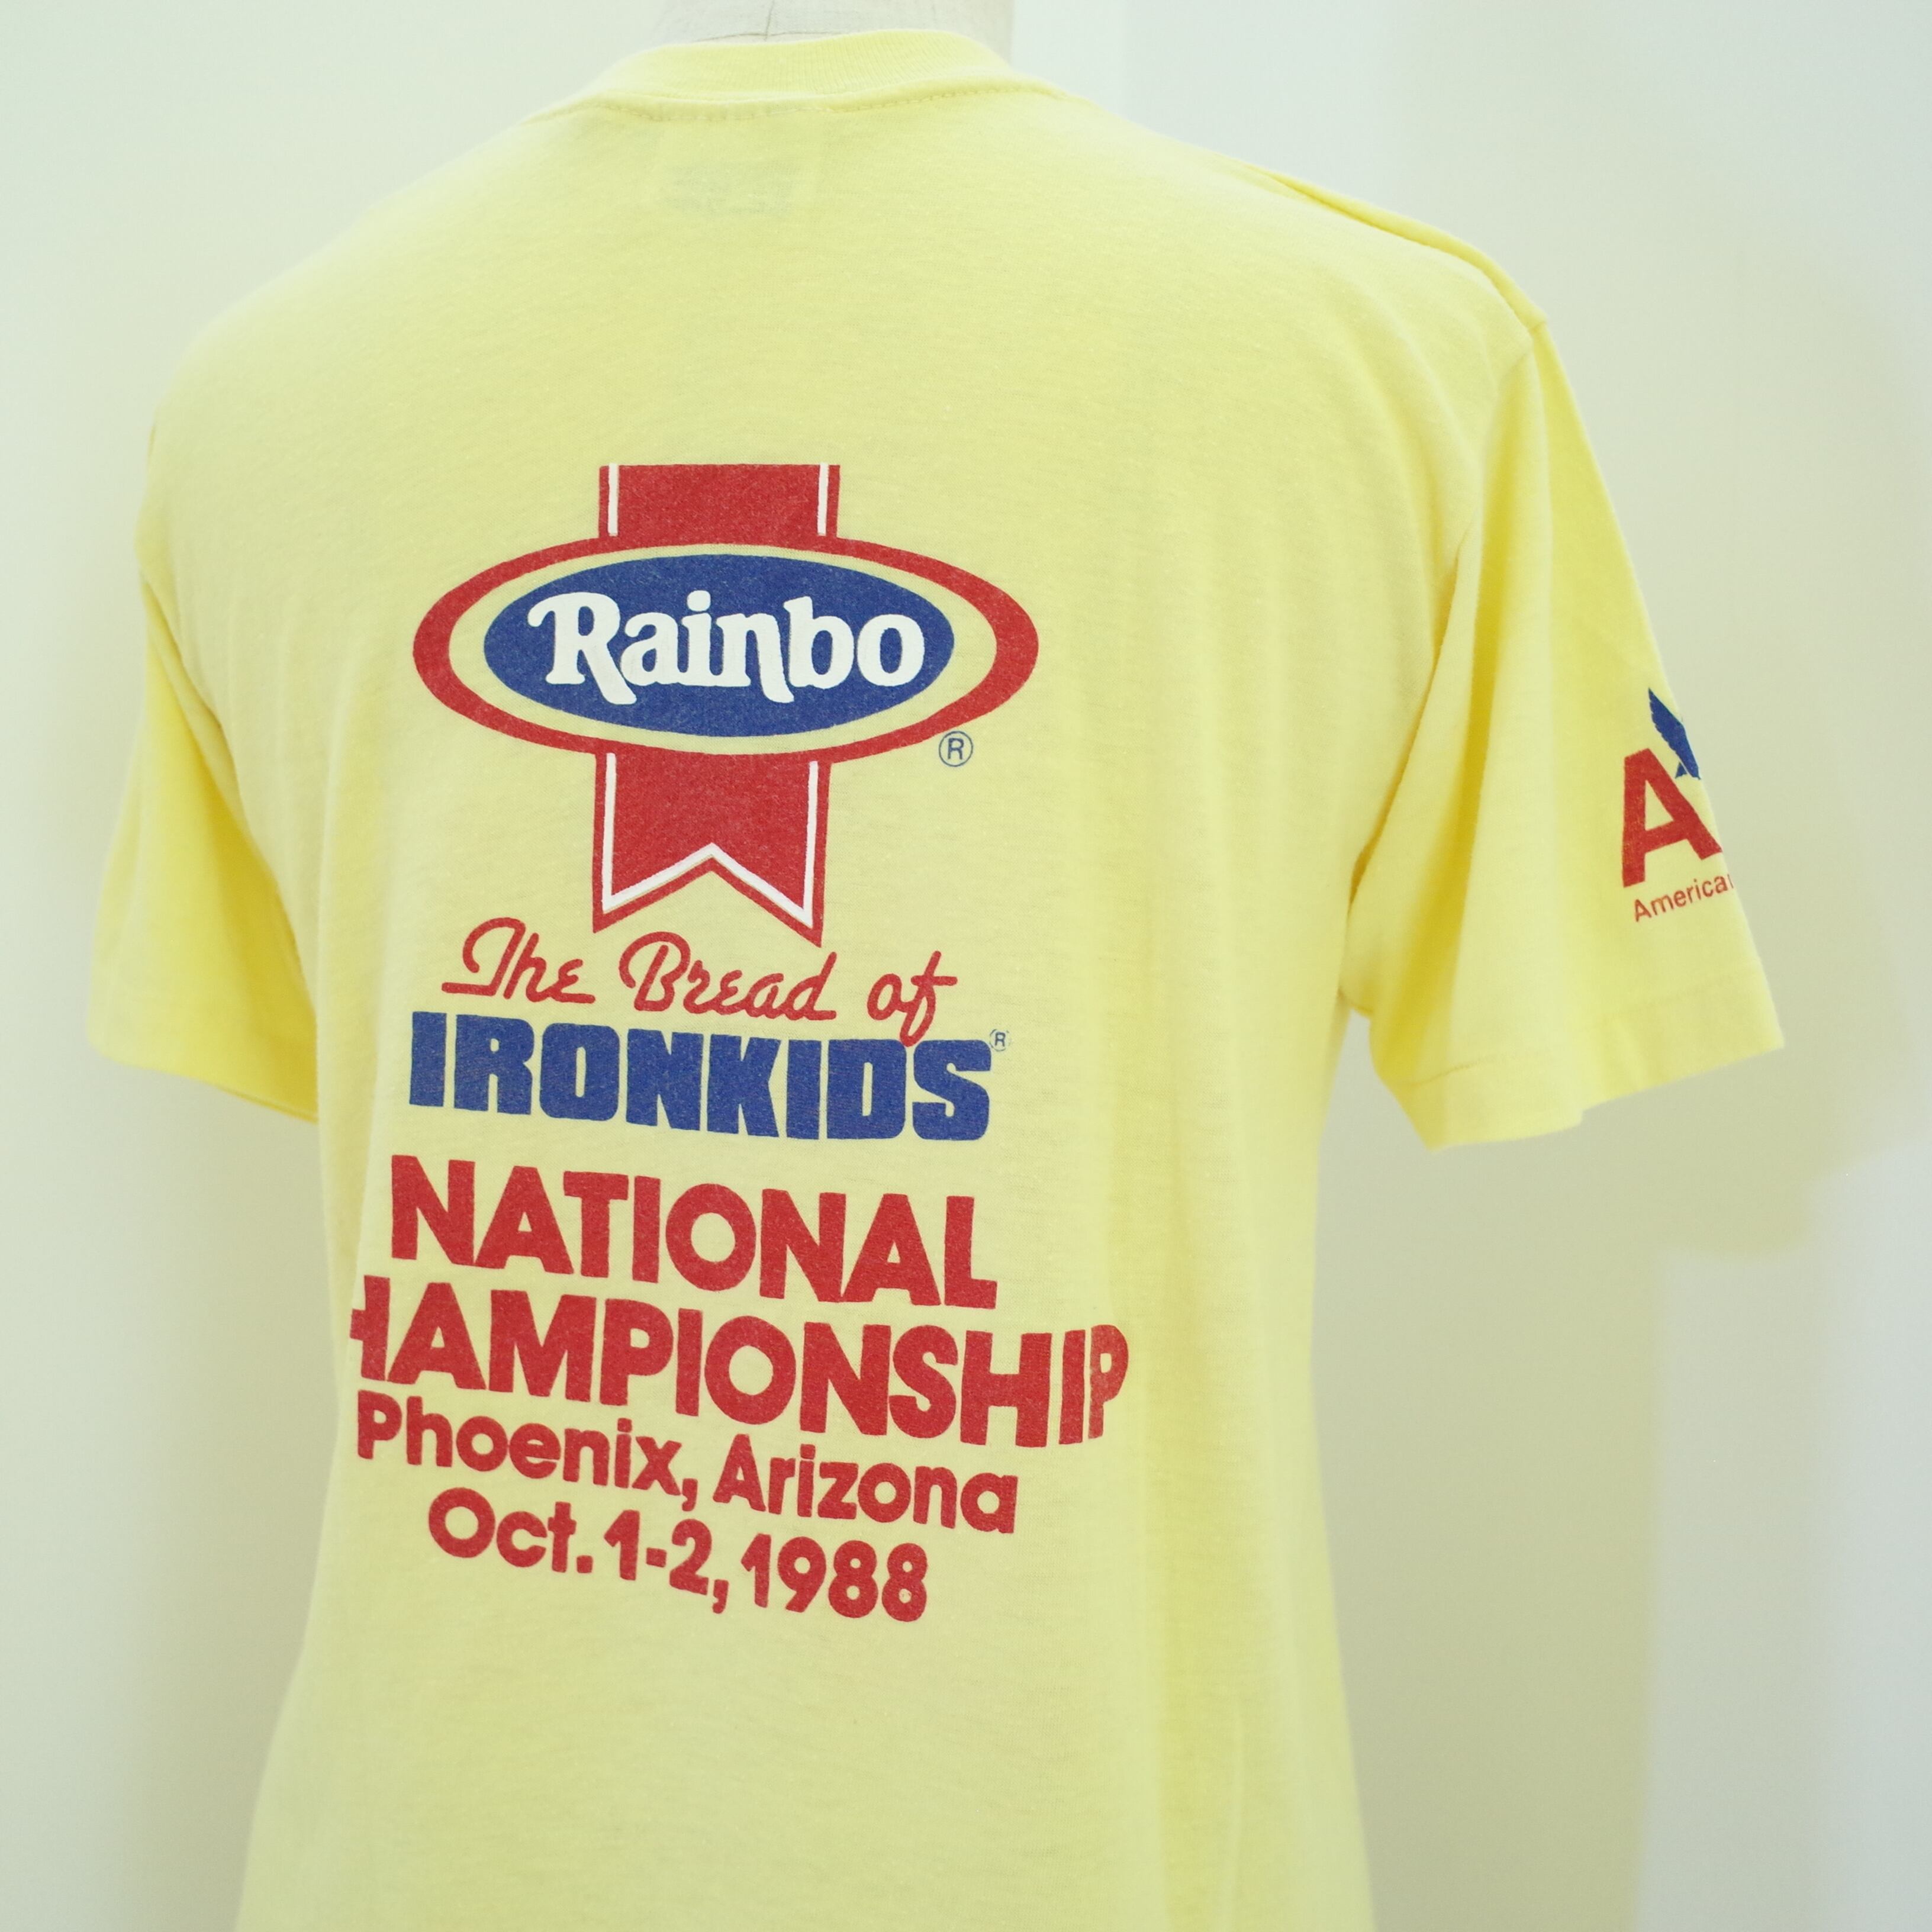 Rainbo
®
The Bread of
IRONKIDS®
NATIONAL
HAMPIONSHIP
Phoenix, Arizona
Oct. 1-2, 1988
A
American